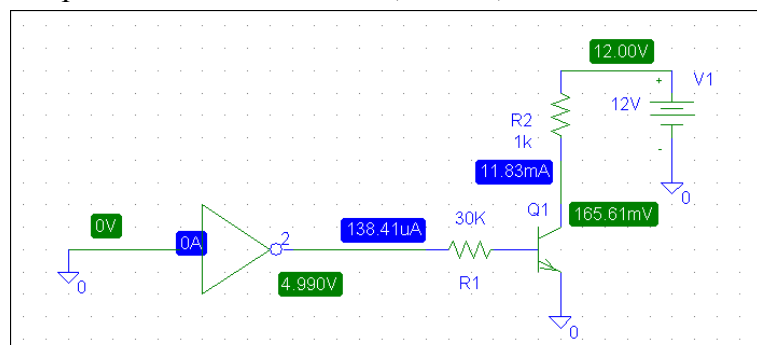 12.00V
V1
+
12V
R2
1k
-
11.83mA
0
30K
Q1
165.61mV
0V
0A
2
138.41uA
0
4.990V
R1
0